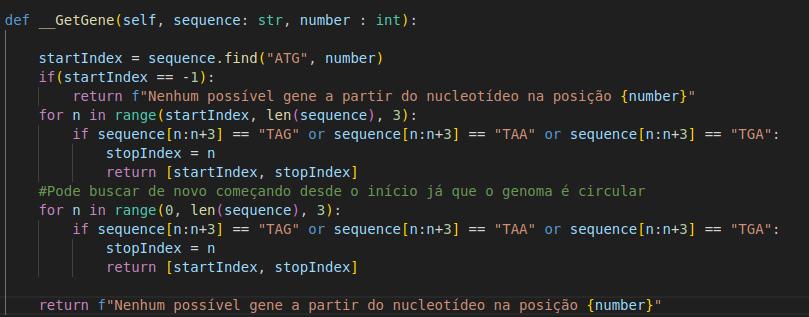 def __GetGene(self, sequence: str, number : int):
startIndex = sequence.find("ATG", number)
if(startIndex == -1):
return f"Nenhum possível gene a partir do nucleotídeo na posição {number}"
for n in range(startIndex, len(sequence), 3):
if sequence[n:n+3] == "TAG" or sequence[n:n+3] == "TAA" or sequence[n:n+3] == "TGA":
stopIndex = n
return [startIndex, stopIndex]
#Pode buscar de novo começando desde o início já que o genoma é circular
for n in range(0, len(sequence), 3):
if sequence[n:n+3] == "TAG" or sequence[n:n+3] == "TAA" or sequence[n:n+3] == "TGA":
stopIndex = n
return [startIndex, stopIndex]
return f"Nenhum possível gene a partir do nucleotídeo na posição {number}"